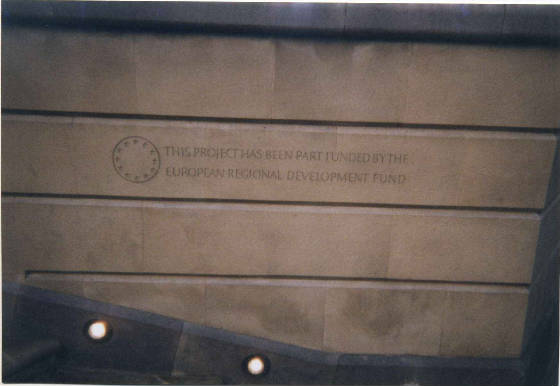 THIS PROJECT HAS BEEN PART FUNDED BY THE
EUROPEAN REGIONAL DEVELOPMENT FUND